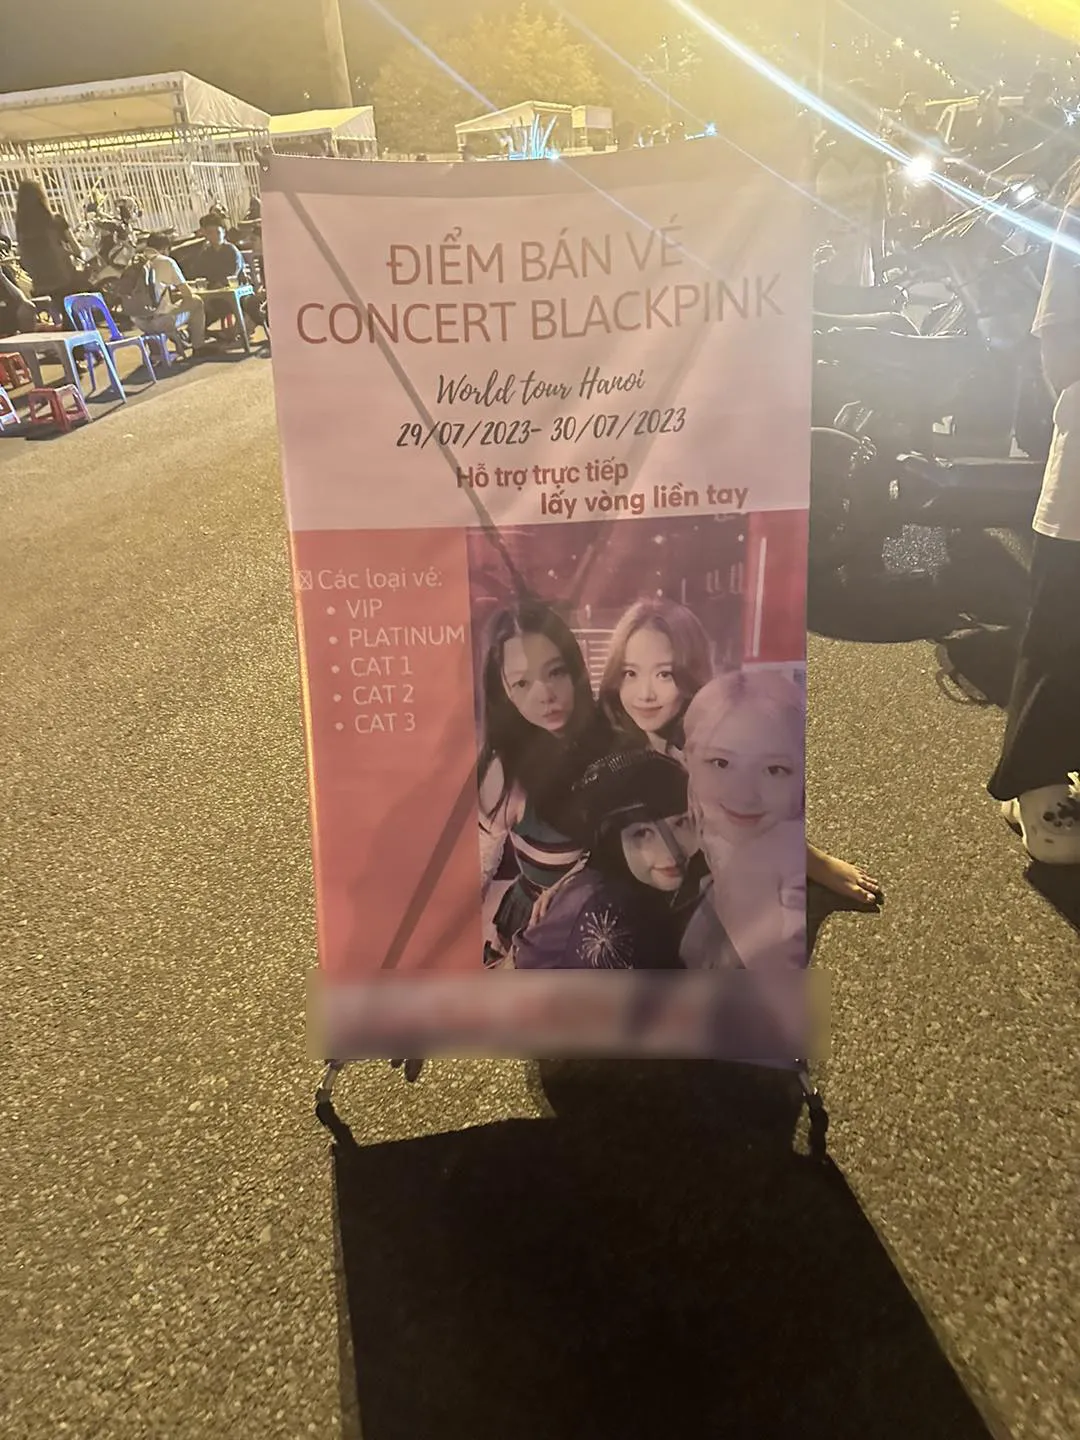 ĐIỂM BÁN VÉ
CONCERT BLACKPINK
World tour Hanoi
29/07/2023- 30/07/2023
Hỗ trợ trực tiếp
lấy vòng liền tay
Các loại vé:
• VIP
• PLATINUM
• CAT 1
• CAT 2
• CAT 3